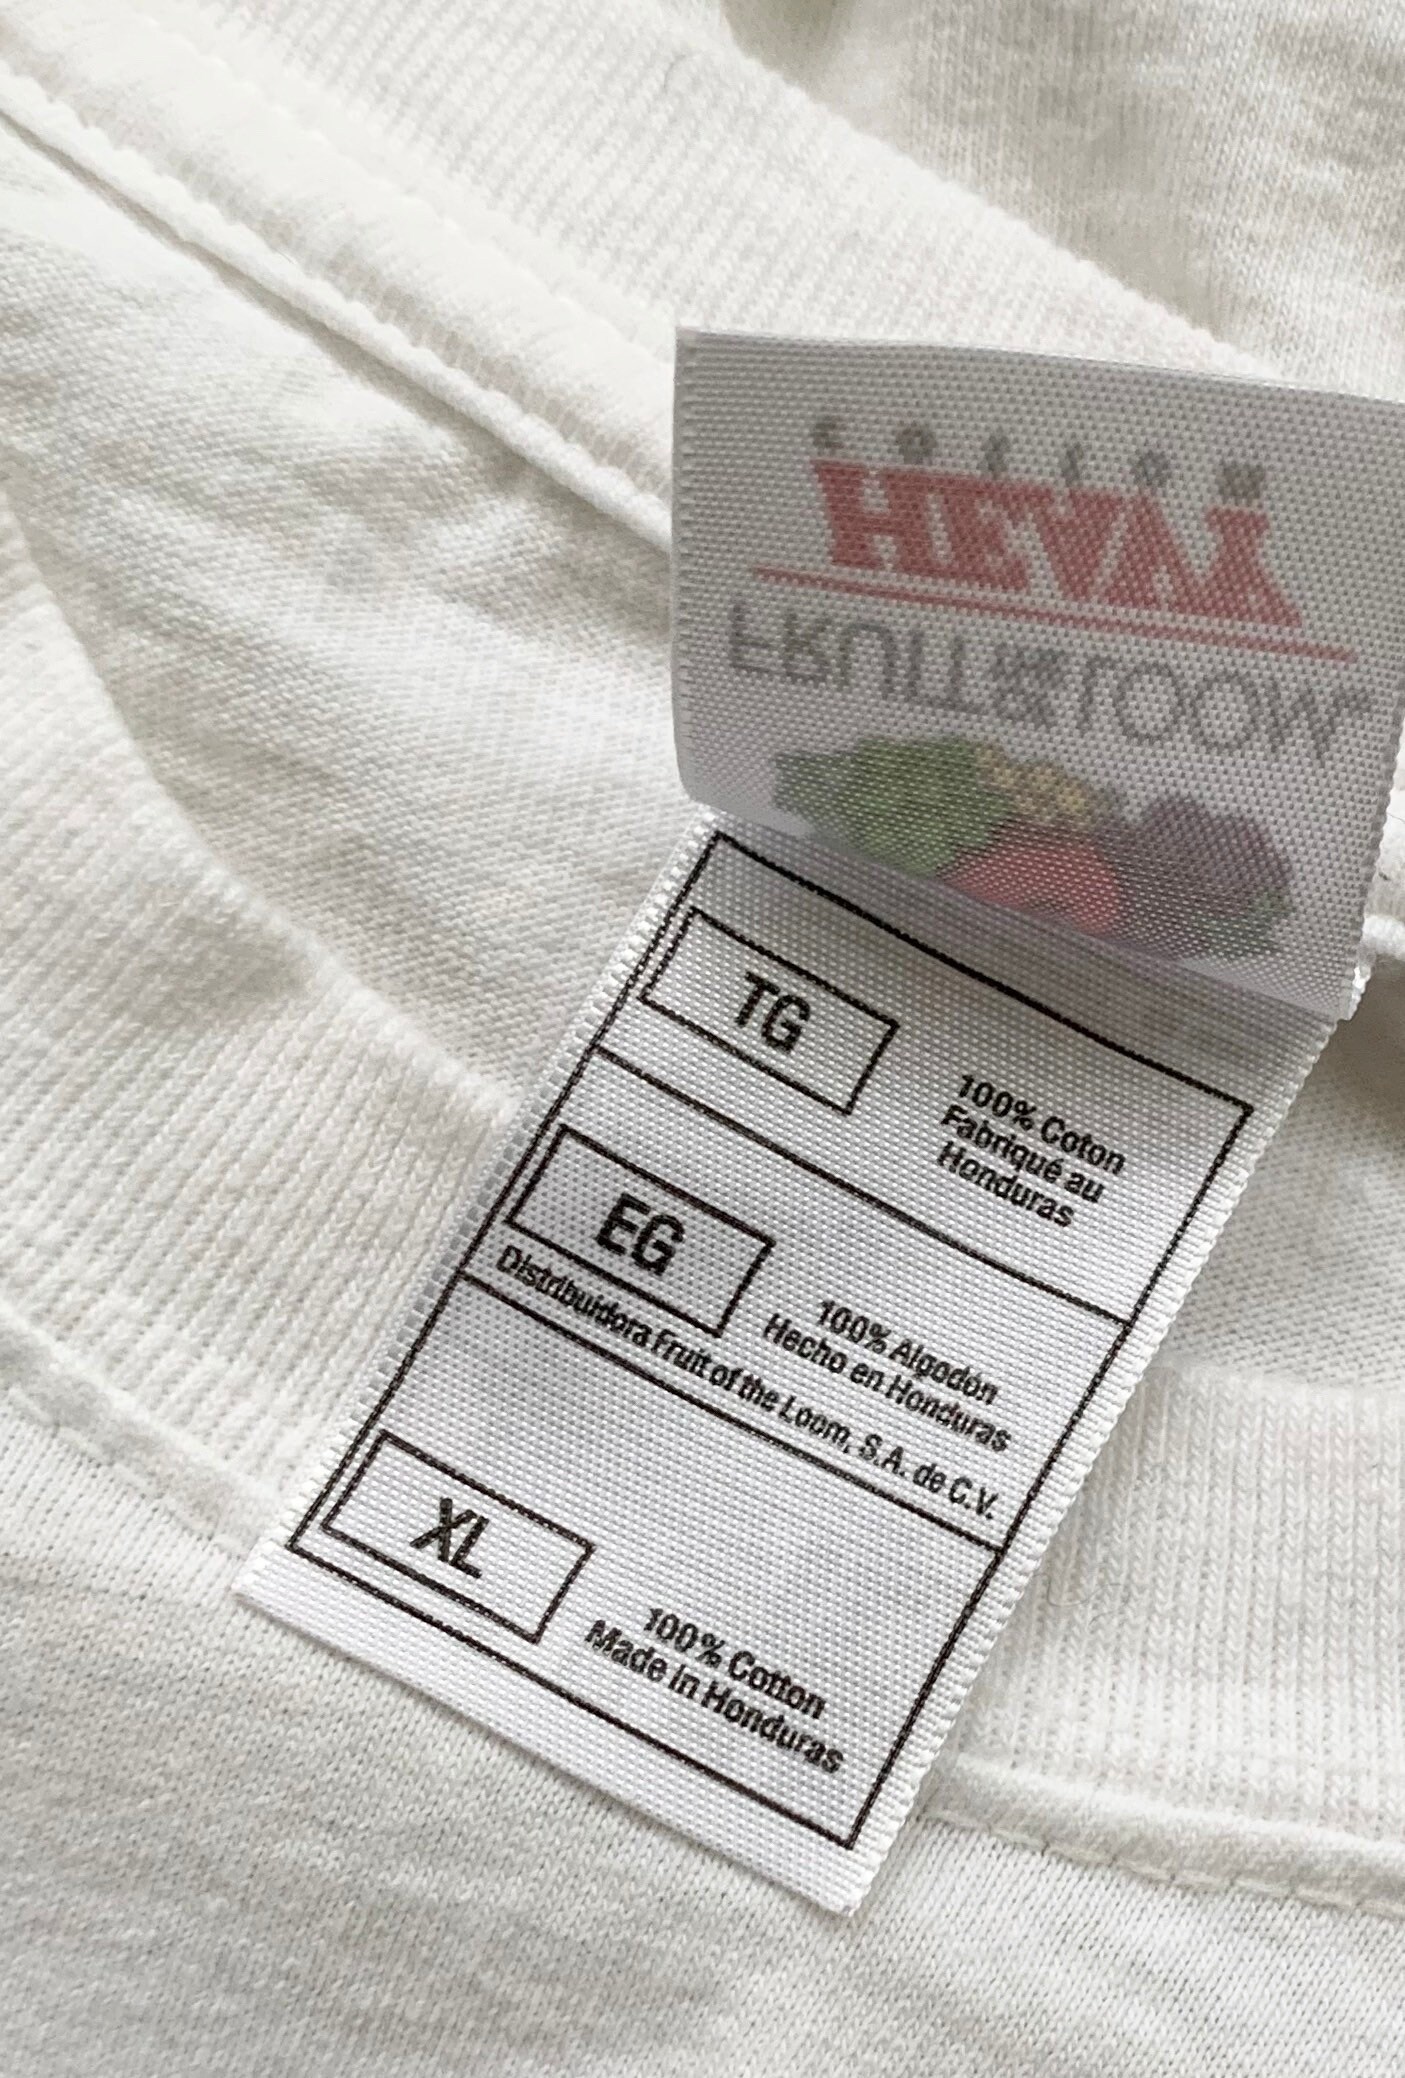 FRUIT OF THE LOOM
HEAVY
COTTON
TG
100% Coton
Fabriqué au
Honduras
EG
100% Algodón
Hecho en Honduras
Distribuidora Fruit of the Loom, S.A. de C.V.
XL
100% Cotton
Made in Honduras